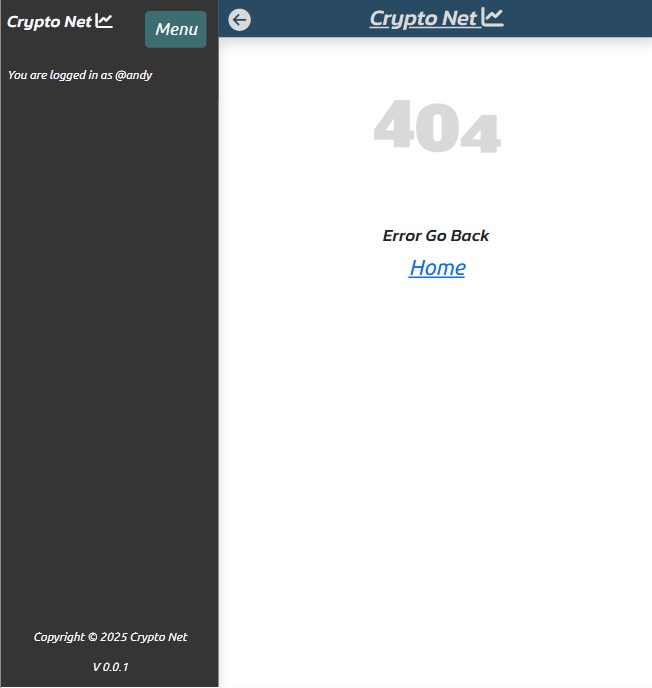 Crypto Net
Menu
You are logged in as @andy
Copyright © 2025 Crypto Net
V 0.0.1
Crypto Net
404
Error Go Back
Home